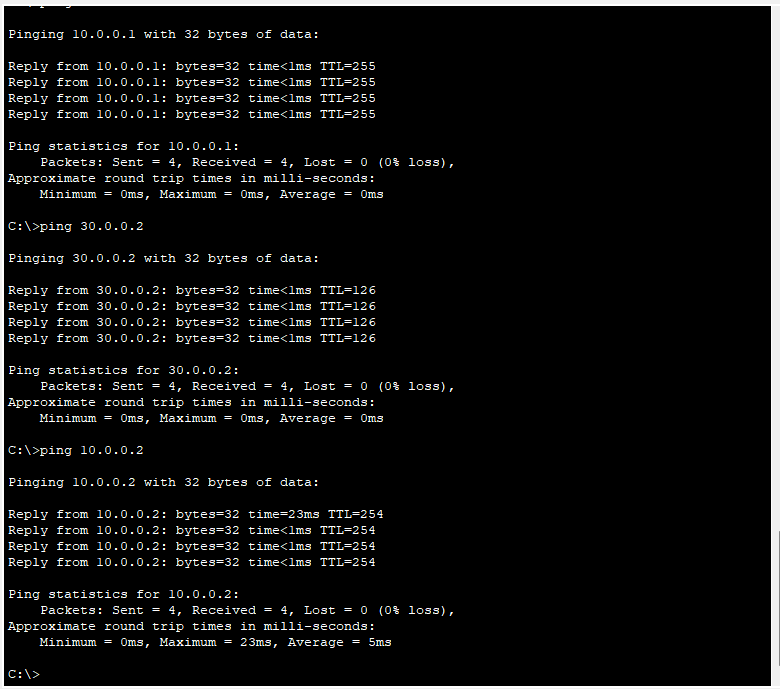 Pinging 10.0.0.1 with 32 bytes of data:
Reply from 10.0.0.1: bytes=32 time<1ms TTL=255
Reply from 10.0.0.1: bytes=32 time<1ms TTL=255
Reply from 10.0.0.1: bytes=32 time<1ms TTL=255
Reply from 10.0.0.1: bytes=32 time<1ms TTL=255
Ping statistics for 10.0.0.1:
    Packets: Sent = 4, Received = 4, Lost = 0 (0% loss),
Approximate round trip times in milli-seconds:
    Minimum = 0ms, Maximum = 0ms, Average = 0ms
C:\>ping 30.0.0.2
Pinging 30.0.0.2 with 32 bytes of data:
Reply from 30.0.0.2: bytes=32 time<1ms TTL=126
Reply from 30.0.0.2: bytes=32 time<1ms TTL=126
Reply from 30.0.0.2: bytes=32 time<1ms TTL=126
Reply from 30.0.0.2: bytes=32 time<1ms TTL=126
Ping statistics for 30.0.0.2:
    Packets: Sent = 4, Received = 4, Lost = 0 (0% loss),
Approximate round trip times in milli-seconds:
    Minimum = 0ms, Maximum = 0ms, Average = 0ms
C:\>ping 10.0.0.2
Pinging 10.0.0.2 with 32 bytes of data:
Reply from 10.0.0.2: bytes=32 time=23ms TTL=254
Reply from 10.0.0.2: bytes=32 time<1ms TTL=254
Reply from 10.0.0.2: bytes=32 time<1ms TTL=254
Reply from 10.0.0.2: bytes=32 time<1ms TTL=254
Ping statistics for 10.0.0.2:
    Packets: Sent = 4, Received = 4, Lost = 0 (0% loss),
Approximate round trip times in milli-seconds:
    Minimum = 0ms, Maximum = 23ms, Average = 5ms
C:\>